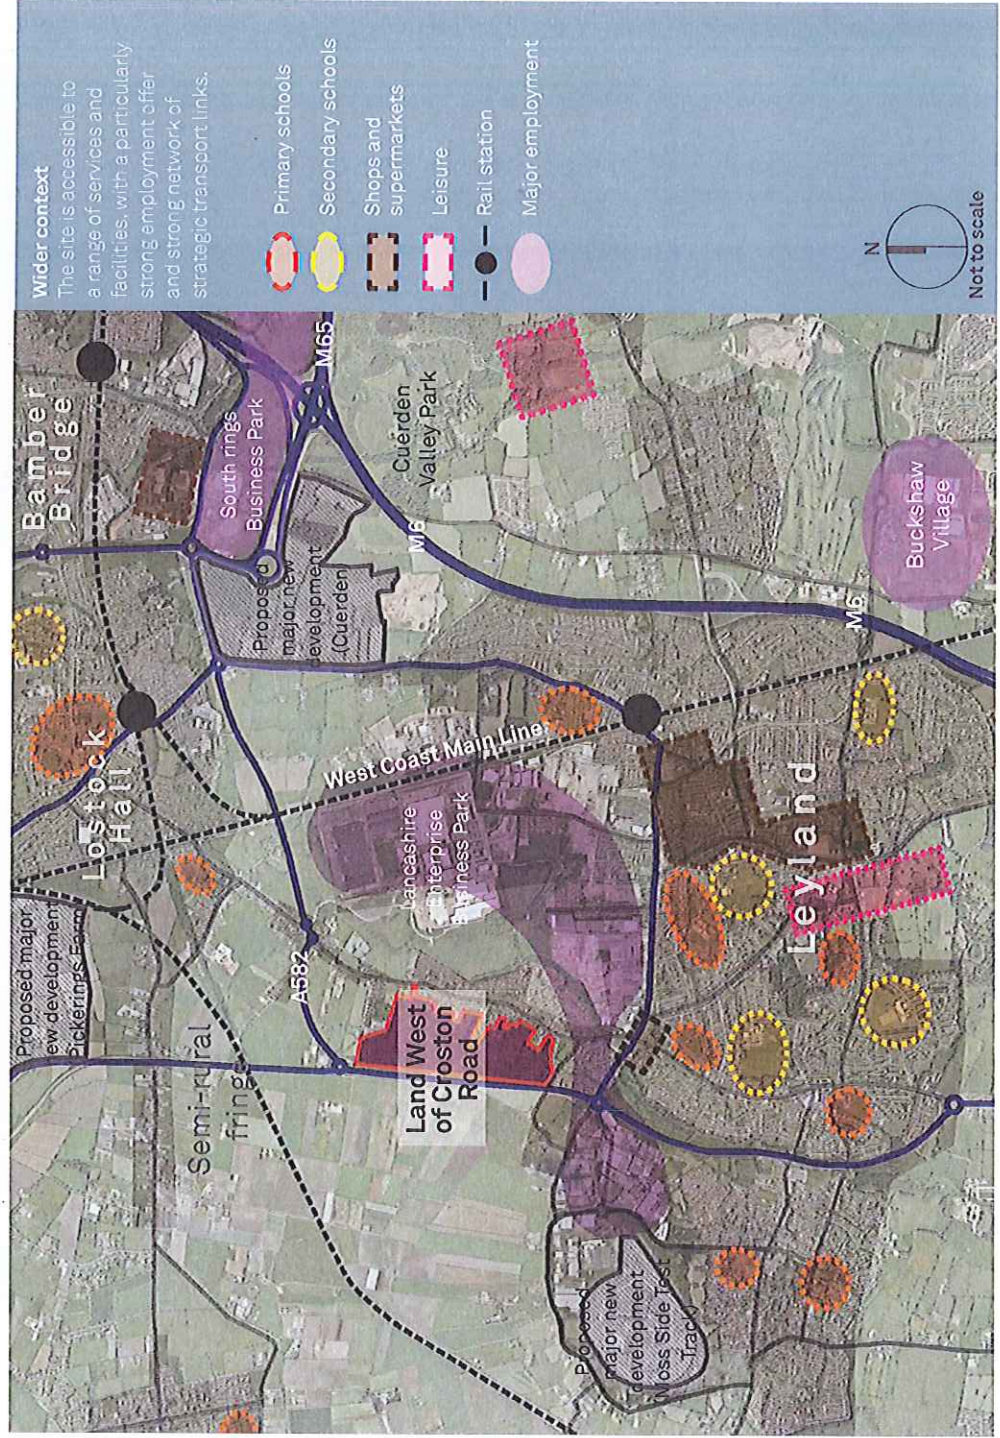 Wider context
The site is accessible to
a range of services and
facilities, with a particularly
strong employment offer
and strong network of
strategic transport links.
Primary schools
Secondary schools
Shops and
supermarkets
Leisure
Rail station
Major employment
N
Not to scale
Bamber
Bridge
South rings
Business Park
M65
Cuerden
Valley Park
M6
Buckshaw
Village
M6
Proposed
major new
development
(Cuerden)
Lostock
Hall
West Coast Main Line
Lancashire
Enterprise
Business Park
Leyland
Proposed major
new development
Pickerings Farm
A582
Semi-rural
fringe
Land West
of Croston
Road
Proposed
major new
development
(Moss Side Test
Track)